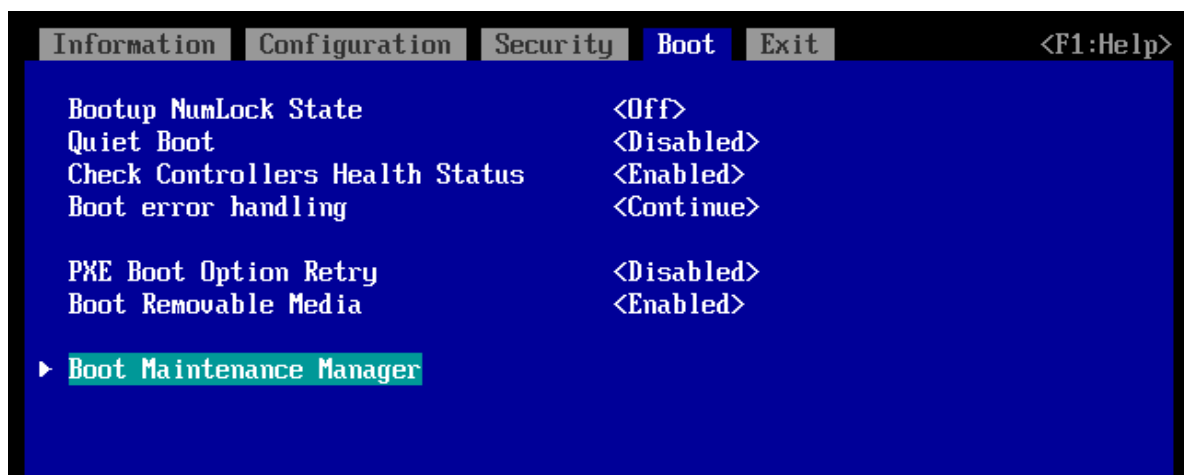 Information Configuration Security Boot Exit <F1:Help>
Bootup NumLock State <Off>
Quiet Boot <Disabled>
Check Controllers Health Status <Enabled>
Boot error handling <Continue>
PXE Boot Option Retry <Disabled>
Boot Removable Media <Enabled>
Boot Maintenance Manager